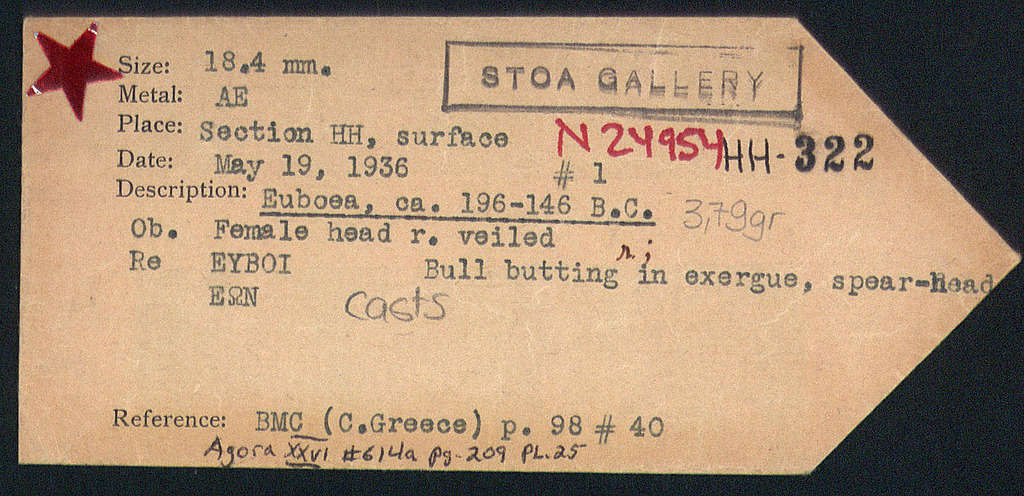 Size: 18.4 mm.
STOA GALLERY
Metal: AE
Place: Section HH, surface
N 24954 HH-322
Date: May 19, 1936 # 1
Description: Euboea, ca. 196-146 B.C. 3,79gr
Ob. Female head r. veiled
Re EYBOI Bull butting r; in exergue, spear-head
EΩN
Casts
Reference: BMC (C.Greece) p. 98 # 40
Agora XXVI #614a pg. 209 PL. 25